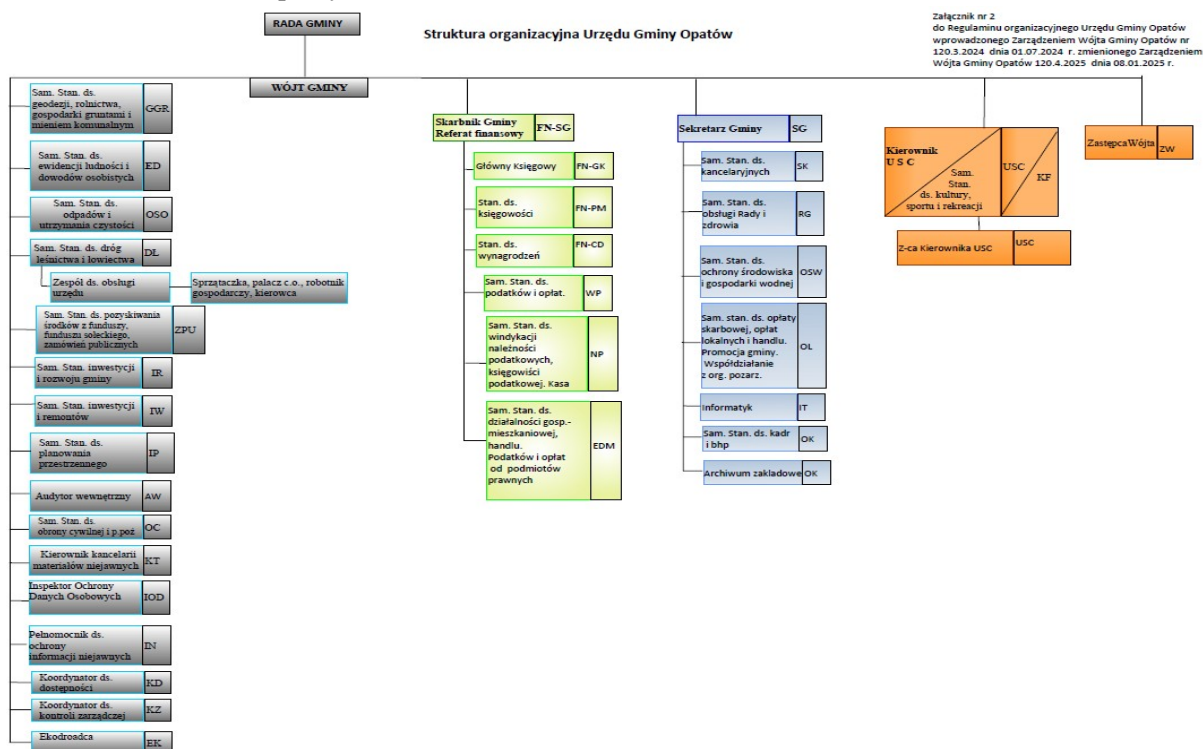 RADA GMINY
Struktura organizacyjna Urzędu Gminy Opatów
Załącznik nr 2
do Regulaminu organizacyjnego Urzędu Gminy Opatów
wprowadzonego Zarządzeniem Wójta Gminy Opatów nr
120.3.2024 dnia 01.07.2024 r. zmienionego Zarządzeniem
Wójta Gminy Opatów 120.4.2025 dnia 08.01.2025 r.
WÓJT GMINY
Sam. Stan. ds.
geodezji, rolnictwa,
gospodarki gruntami i
mieniem komunalnym
GGR
Sam. Stan. ds.
ewidencji ludności i
dowodów osobistych
ED
Sam. Stan. ds.
odpadów i
utrzymania czystości
OSO
Sam. Stan. ds. dróg
leśnictwa i łowiectwa
DŁ
Zespół ds. obsługi
urzędu
Sprzątaczka, palacz c.o., robotnik
gospodarczy, kierowca
Sam. Stan. ds. pozyskiwania
środków z funduszy,
funduszu sołeckiego,
zamówień publicznych
ZPU
Sam. Stan. inwestycji
i rozwoju gminy
IR
Sam. Stan. inwestycji
i remontów
IW
Sam. Stan. ds.
planowania
przestrzennego
IP
Audytor wewnętrzny
AW
Sam. Stan. ds.
obrony cywilnej i p.poż
OC
Kierownik kancelarii
materiałów niejawnych
KT
Inspektor Ochrony
Danych Osobowych
IOD
Pełnomocnik ds.
ochrony
informacji niejawnych
IN
Koordynator ds.
dostępności
KD
Koordynator ds.
kontroli zarządczej
KZ
Ekodroadca
EK
Skarbnik Gminy
Referat finansowy
FN-SG
Główny Księgowy
FN-GK
Stan. ds.
księgowości
FN-PM
Stan. ds.
wynagrodzeń
FN-CD
Sam. Stan. ds.
podatków i opłat.
WP
Sam. Stan. ds.
windykacji
należności
podatkowych,
księgowiści
podatkowej. Kasa
NP
Sam. Stan. ds.
działalności gosp.-
mieszkaniowej,
handlu.
Podatków i opłat
od podmiotów
prawnych
EDM
Sekretarz Gminy
SG
Sam. Stan. ds.
kancelaryjnych
SK
Sam. Stan. ds.
obsługi Rady i
zdrowia
RG
Sam. Stan. ds.
ochrony środowiska
i gospodarki wodnej
OSW
Sam. stan. ds. opłaty
skarbowej, opłat
lokalnych i handlu.
Promocja gminy.
Współdziałanie
z org. pozarz.
OL
Informatyk
IT
Sam. Stan. ds. kadr
i bhp
OK
Archiwum zakładowe
OK
Kierownik
U S C
Sam.
Stan.
ds. kultury,
sportu i rekreacji
USC
KF
Z-ca Kierownika USC
USC
ZastępcaWójta
ZW